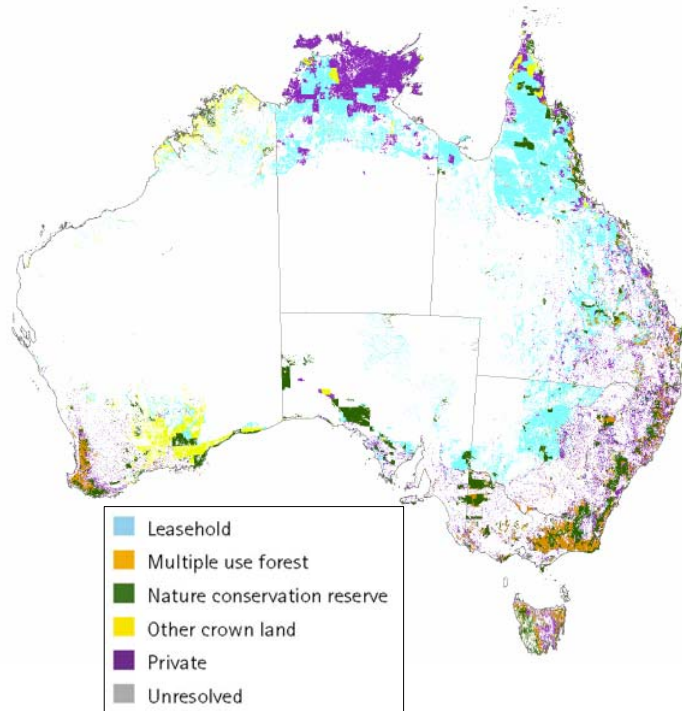 Leasehold
Multiple use forest
Nature conservation reserve
Other crown land
Private
Unresolved